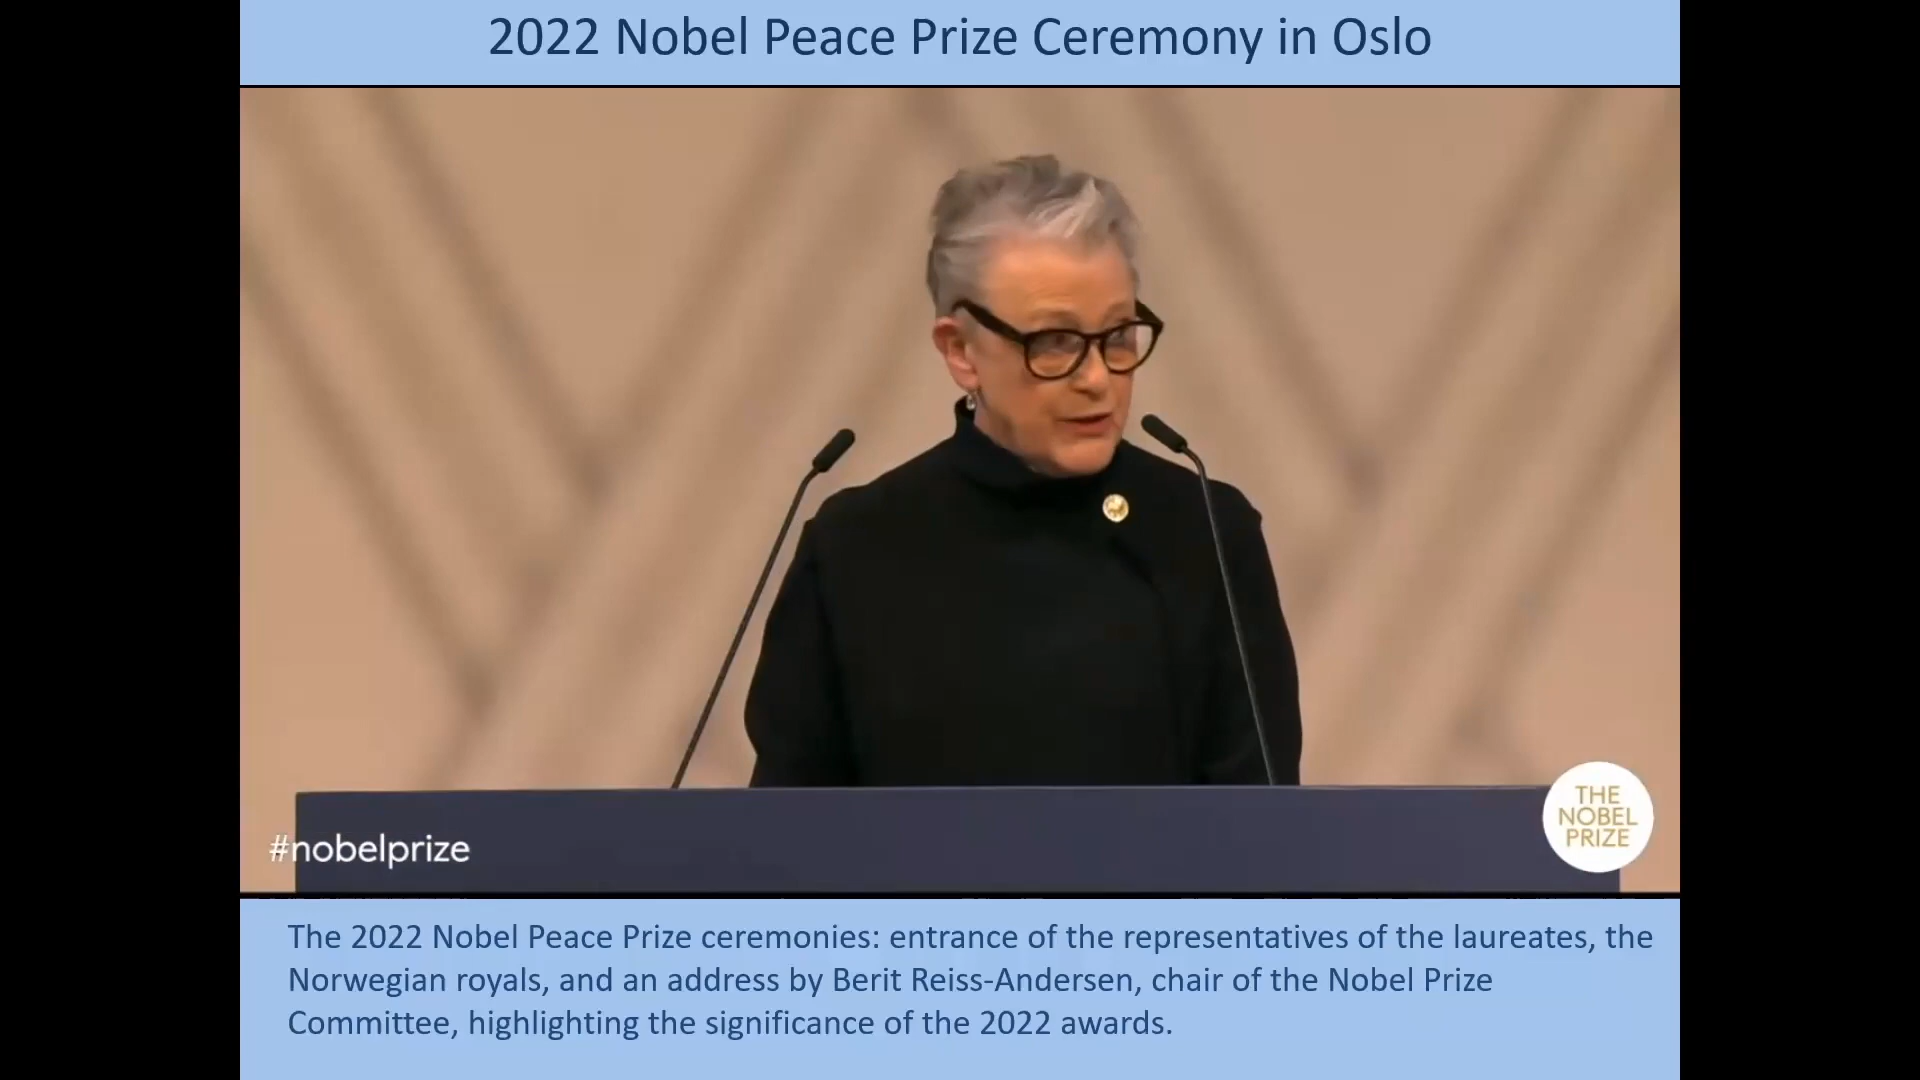 2022 Nobel Peace Prize Ceremony in Oslo
#nobelprize
THE
NOBEL
PRIZE
The 2022 Nobel Peace Prize ceremonies: entrance of the representatives of the laureates, the
Norwegian royals, and an address by Berit Reiss-Andersen, chair of the Nobel Prize
Committee, highlighting the significance of the 2022 awards.